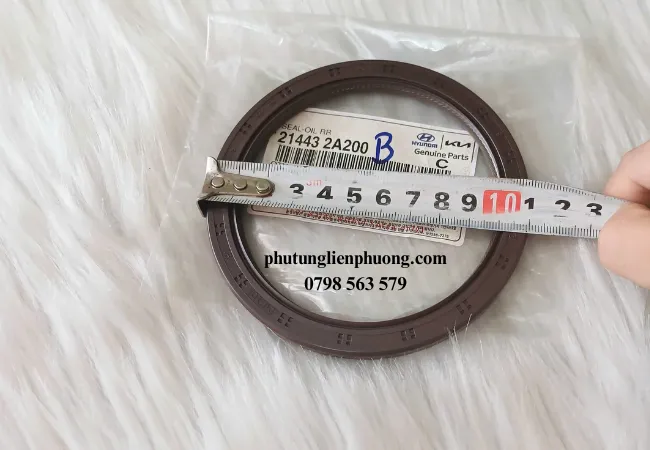 SEAL-OIL RR
21443 2A200 B
HYUNDAI KIA
Genuine Parts
C
3 4 5 6 7 8 9 10 1 2 3
phutunglienphuong.com
0798 563 579